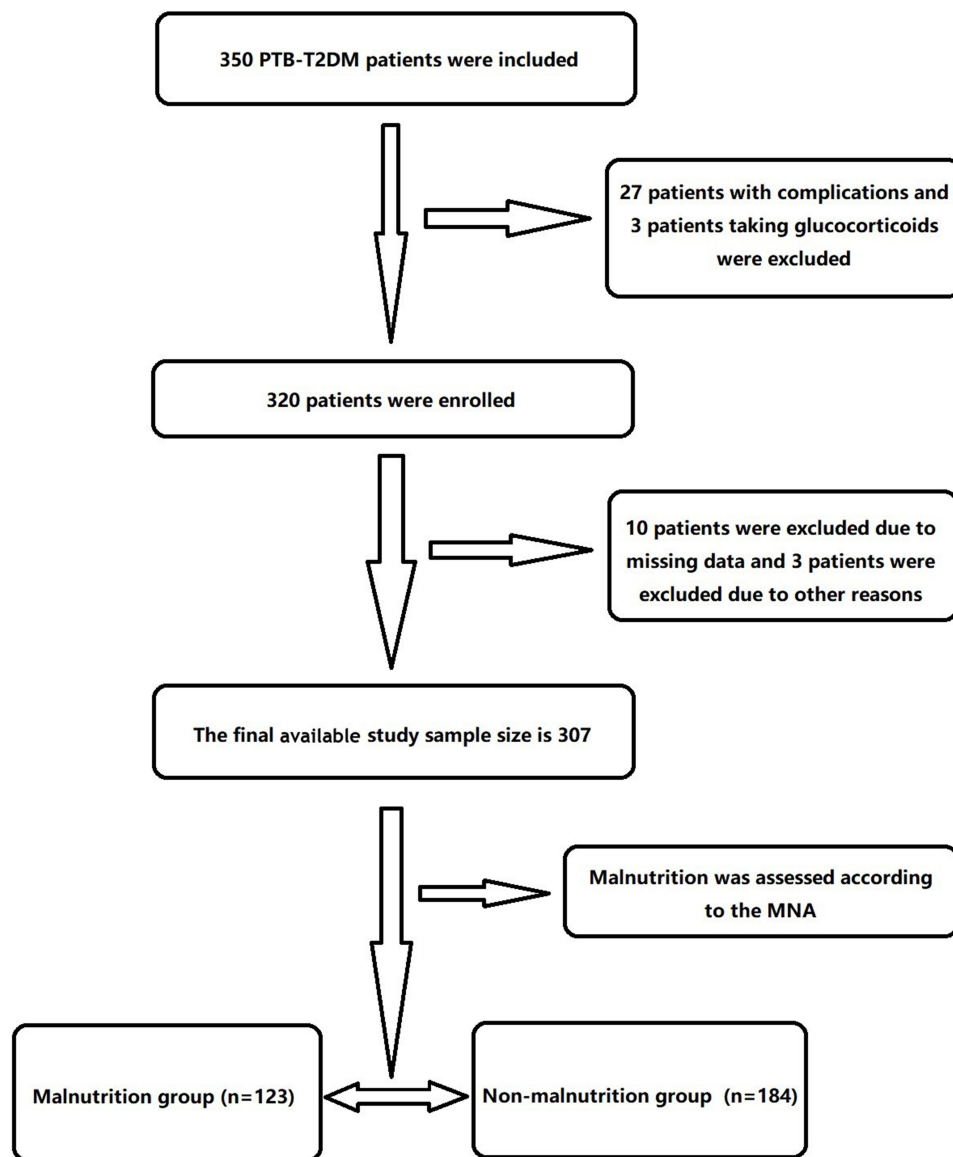 350 PTB-T2DM patients were included
27 patients with complications and
3 patients taking glucocorticoids
were excluded
320 patients were enrolled
10 patients were excluded due to
missing data and 3 patients were
excluded due to other reasons
The final available study sample size is 307
Malnutrition was assessed according
to the MNA
Malnutrition group (n=123)
Non-malnutrition group (n=184)